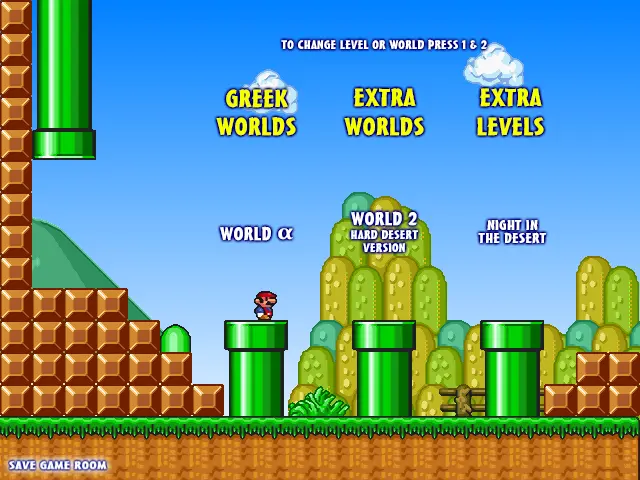 TO CHANGE LEVEL OR WORLD PRESS 1 & 2
GREEK
WORLDS
EXTRA
WORLDS
EXTRA
LEVELS
WORLD α
WORLD 2
HARD DESERT
VERSION
NIGHT IN
THE DESERT
SAVE GAME ROOM